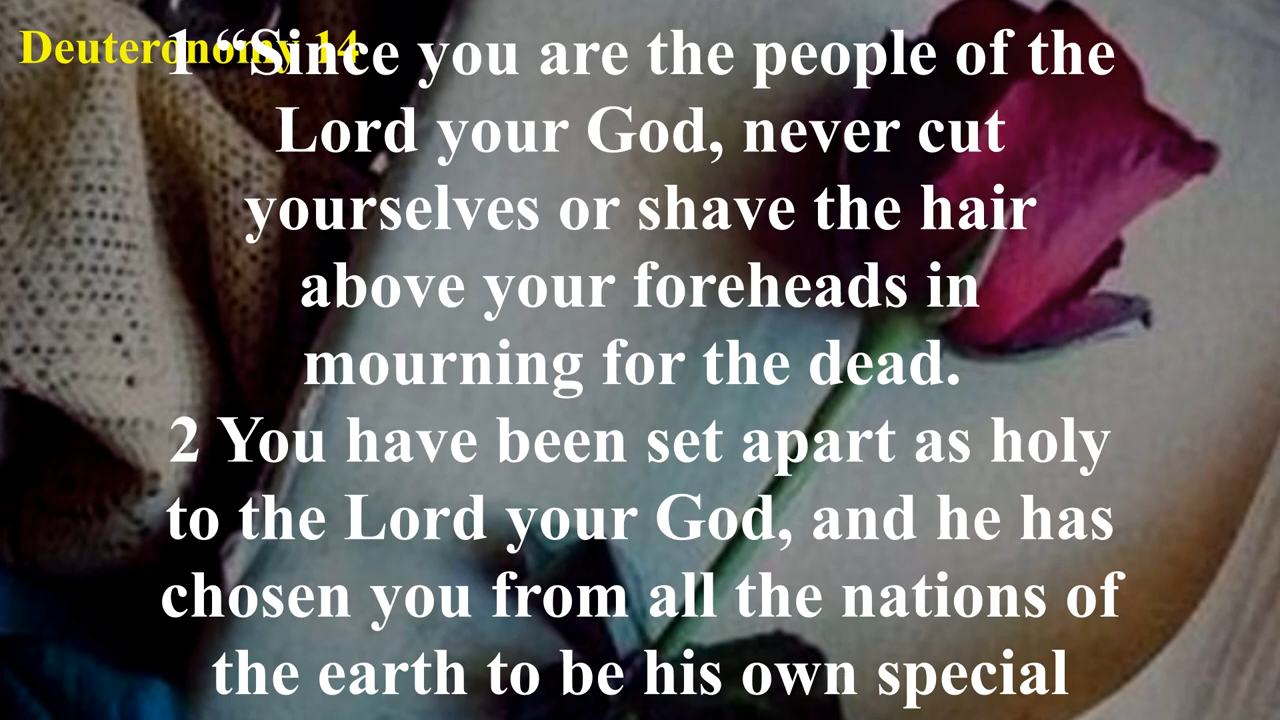 Deuteronomy 14
1 “Since you are the people of the
Lord your God, never cut
yourselves or shave the hair
above your foreheads in
mourning for the dead.
2 You have been set apart as holy
to the Lord your God, and he has
chosen you from all the nations of
the earth to be his own special